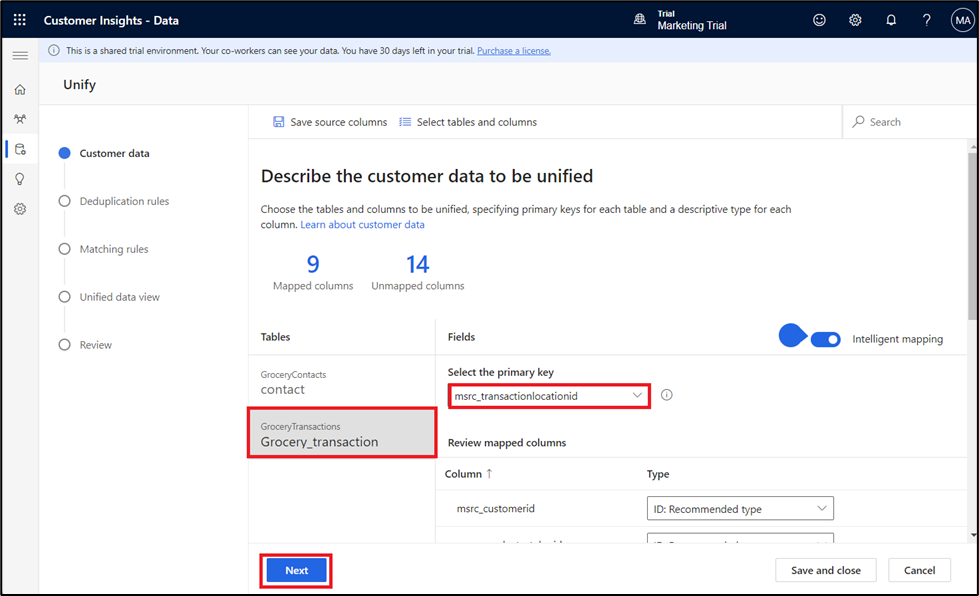 Customer Insights - Data
Trial
Marketing Trial
?
MA
This is a shared trial environment. Your co-workers can see your data. You have 30 days left in your trial. Purchase a license.
Unify
Save source columns
Select tables and columns
Search
Customer data
Deduplication rules
Matching rules
Unified data view
Review
Describe the customer data to be unified
Choose the tables and columns to be unified, specifying primary keys for each table and a descriptive type for each
column. Learn about customer data
9
Mapped columns
14
Unmapped columns
Tables
Fields
Intelligent mapping
GroceryContacts
contact
GroceryTransactions
Grocery_transaction
Select the primary key
msrc_transactionlocationid
Review mapped columns
Column ↑
Type
msrc_customerid
ID: Recommended type
Next
Save and close
Cancel